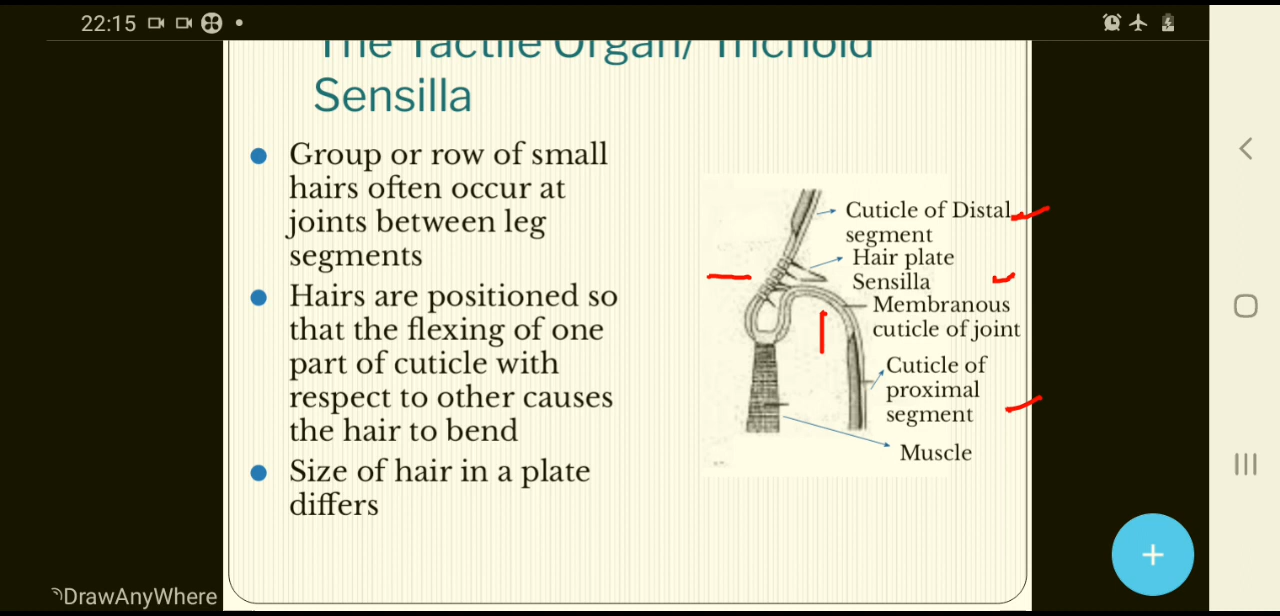 22:15
The Tactile Organ/ Trichoid
Sensilla
Group or row of small
hairs often occur at
joints between leg
segments
Hairs are positioned so
that the flexing of one
part of cuticle with
respect to other causes
the hair to bend
Size of hair in a plate
differs
Cuticle of Distal
segment
Hair plate
Sensilla
Membranous
cuticle of joint
Cuticle of
proximal
segment
Muscle
DrawAnyWhere